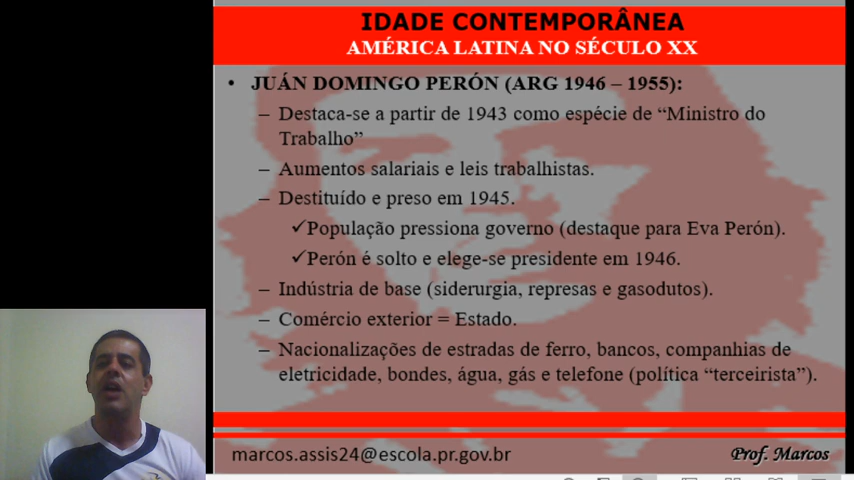 IDADE CONTEMPORÂNEA
AMÉRICA LATINA NO SÉCULO XX
• JUÁN DOMINGO PERÓN (ARG 1946 – 1955):
– Destaca-se a partir de 1943 como espécie de “Ministro do
Trabalho”
– Aumentos salariais e leis trabalhistas.
– Destituído e preso em 1945.
✓População pressiona governo (destaque para Eva Perón).
✓Perón é solto e elege-se presidente em 1946.
– Indústria de base (siderurgia, represas e gasodutos).
– Comércio exterior = Estado.
– Nacionalizações de estradas de ferro, bancos, companhias de
eletricidade, bondes, água, gás e telefone (política “terceirista”).
marcos.assis24@escola.pr.gov.br
Prof. Marcos